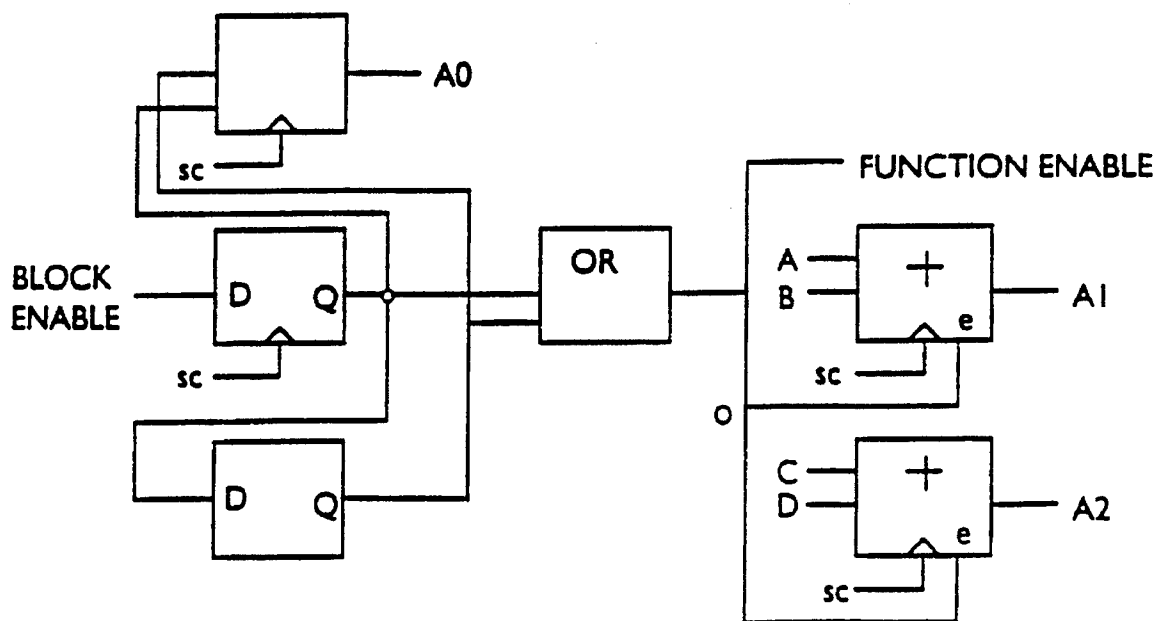 A0
sc
FUNCTION ENABLE
BLOCK
ENABLE
D
Q
sc
OR
A
B
+
e
A1
sc
O
D
Q
C
D
+
e
A2
sc